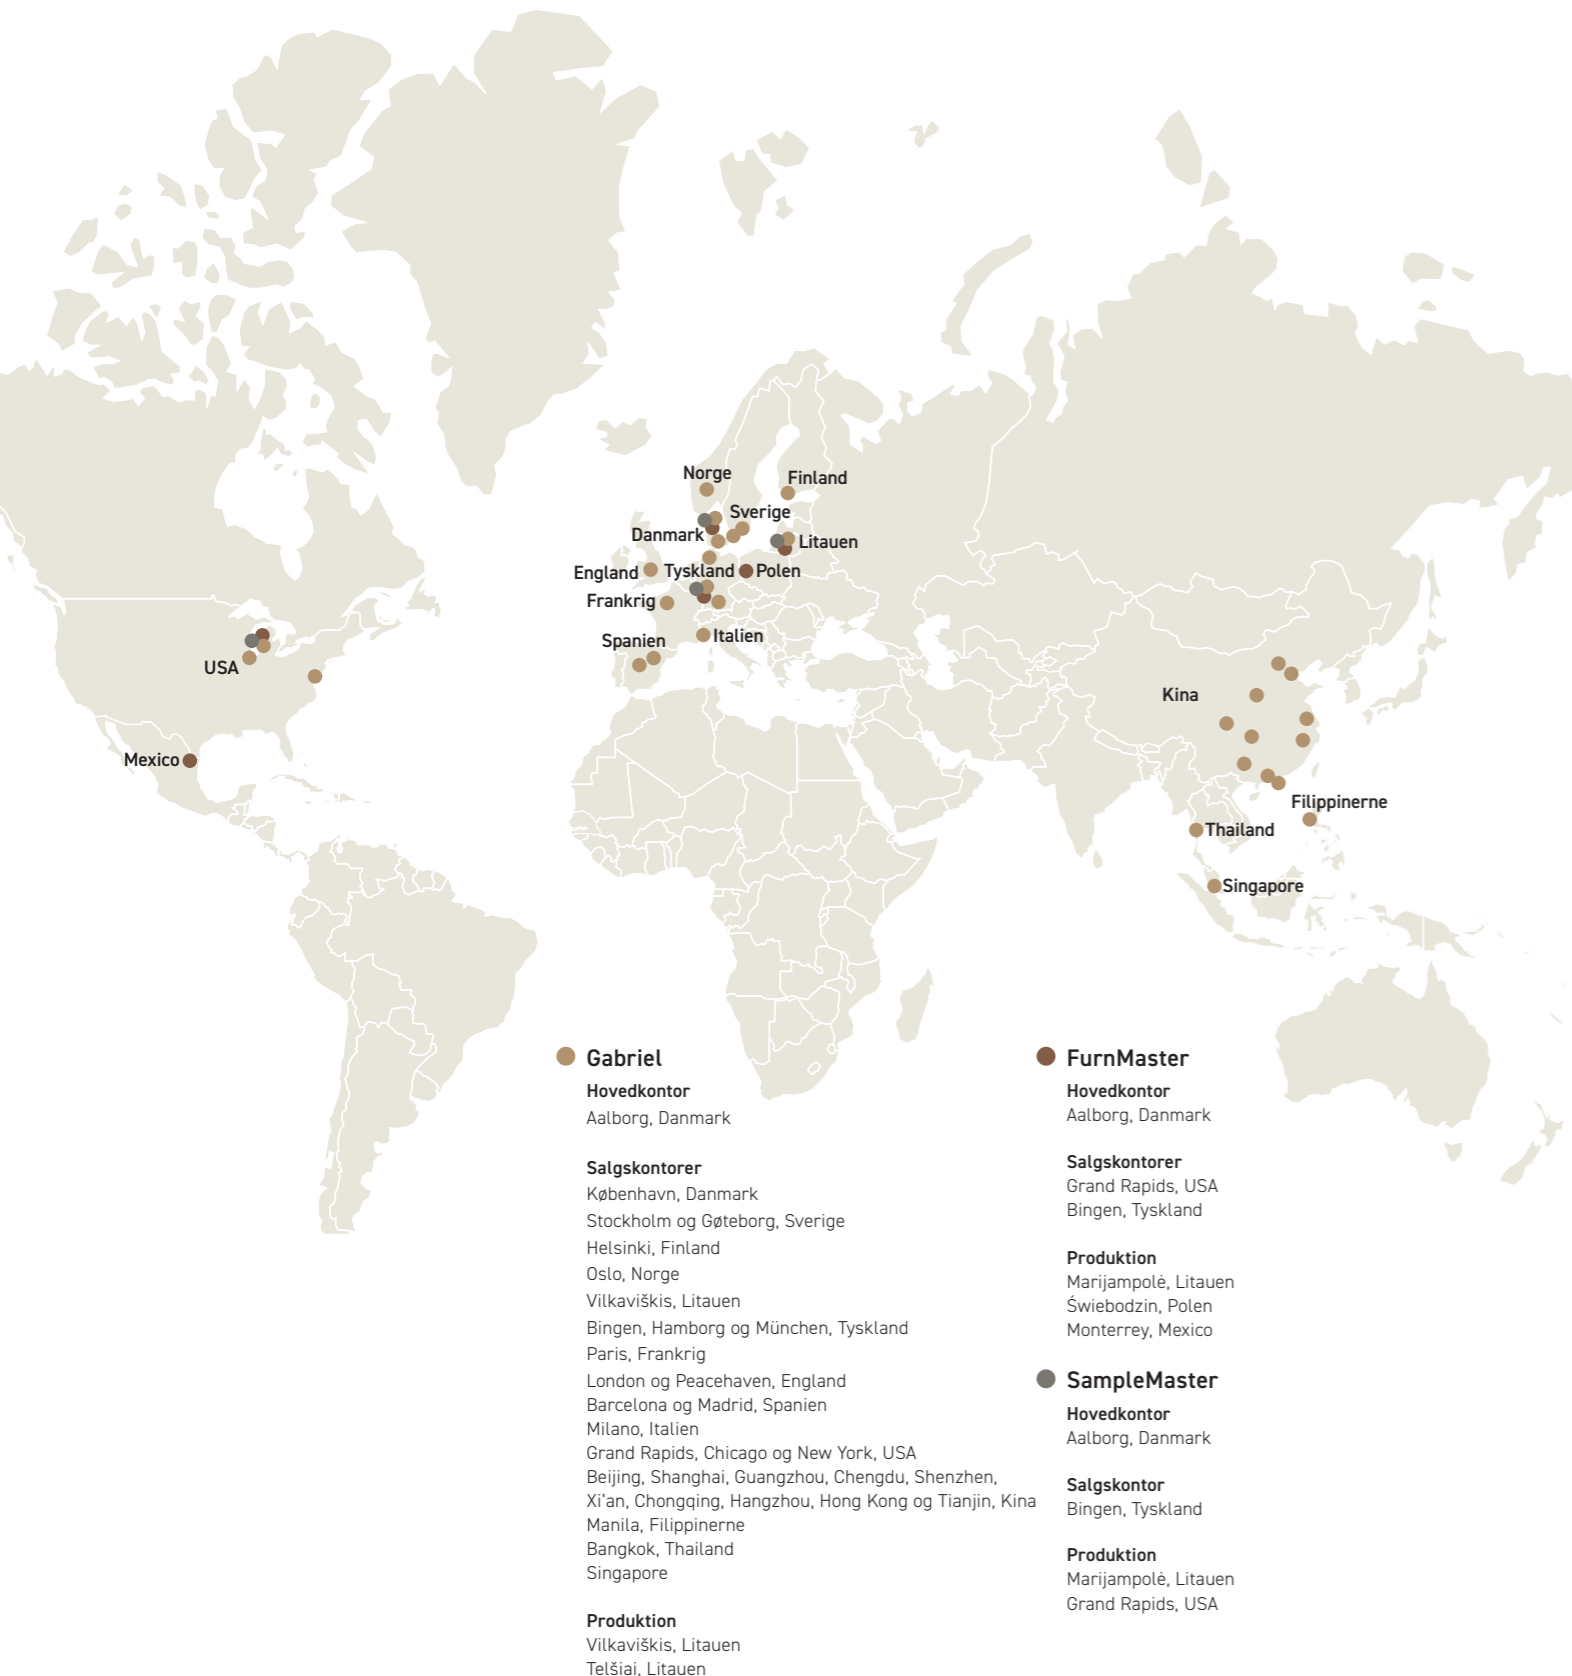 Norge
Finland
Sverige
Danmark
Litauen
England
Tyskland
Polen
Frankrig
Spanien
Italien
USA
Mexico
Kina
Filippinerne
Thailand
Singapore
Gabriel
Hovedkontor
Aalborg, Danmark
Salgskontorer
København, Danmark
Stockholm og Gøteborg, Sverige
Helsinki, Finland
Oslo, Norge
Vilkaviškis, Litauen
Bingen, Hamborg og München, Tyskland
Paris, Frankrig
London og Peacehaven, England
Barcelona og Madrid, Spanien
Milano, Italien
Grand Rapids, Chicago og New York, USA
Beijing, Shanghai, Guangzhou, Chengdu, Shenzhen,
Xi'an, Chongqing, Hangzhou, Hong Kong og Tianjin, Kina
Manila, Filippinerne
Bangkok, Thailand
Singapore
Produktion
Vilkaviškis, Litauen
Telšiai, Litauen
FurnMaster
Hovedkontor
Aalborg, Danmark
Salgskontorer
Grand Rapids, USA
Bingen, Tyskland
Produktion
Marijampolė, Litauen
Świebodzin, Polen
Monterrey, Mexico
SampleMaster
Hovedkontor
Aalborg, Danmark
Salgskontor
Bingen, Tyskland
Produktion
Marijampolė, Litauen
Grand Rapids, USA